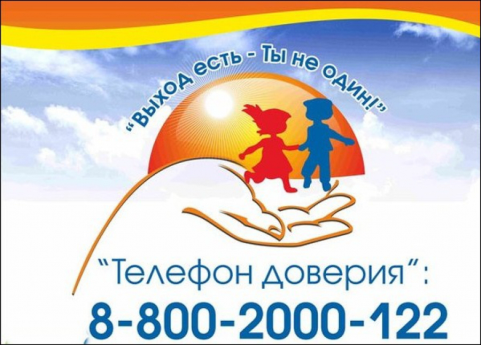 "Выход есть - Ты не один!"
"Телефон доверия":
8-800-2000-122